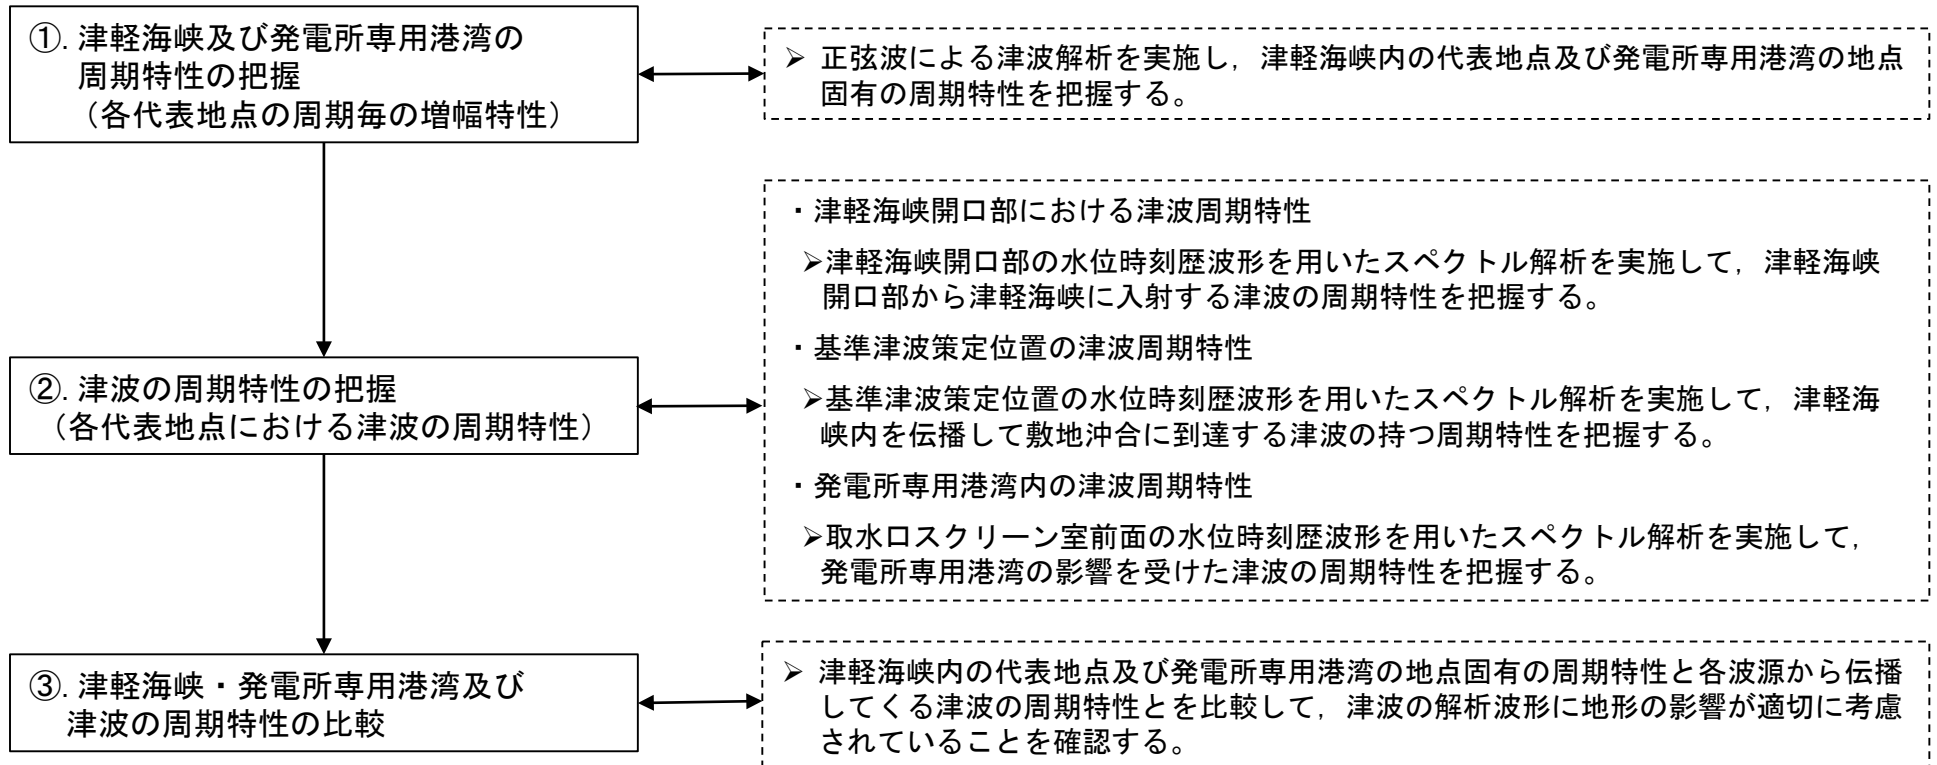 ①. 津軽海峡及び発電所専用港湾の
周期特性の把握
（各代表地点の周期毎の増幅特性）
➢ 正弦波による津波解析を実施し，津軽海峡内の代表地点及び発電所専用港湾の地点
固有の周期特性を把握する。
・津軽海峡開口部における津波周期特性
➢津軽海峡開口部の水位時刻歴波形を用いたスペクトル解析を実施して，津軽海峡
開口部から津軽海峡に入射する津波の周期特性を把握する。
・基準津波策定位置の津波周期特性
➢基準津波策定位置の水位時刻歴波形を用いたスペクトル解析を実施して，津軽海
峡内を伝播して敷地沖合に到達する津波の持つ周期特性を把握する。
・発電所専用港湾内の津波周期特性
➢取水口スクリーン室前面の水位時刻歴波形を用いたスペクトル解析を実施して，
発電所専用港湾の影響を受けた津波の周期特性を把握する。
②. 津波の周期特性の把握
（各代表地点における津波の周期特性）
③. 津軽海峡・発電所専用港湾及び
津波の周期特性の比較
➢ 津軽海峡内の代表地点及び発電所専用港湾の地点固有の周期特性と各波源から伝播
してくる津波の周期特性とを比較して，津波の解析波形に地形の影響が適切に考慮
されていることを確認する。